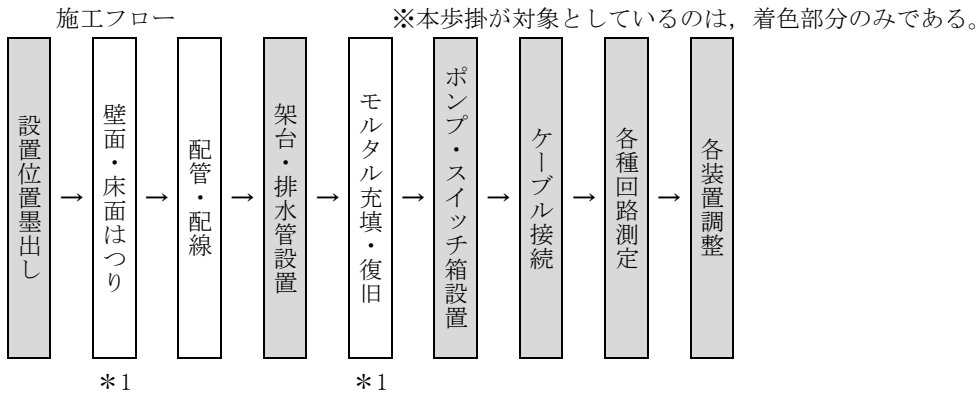 施工フロー
※本歩掛が対象としているのは，着色部分のみである。
設置位置墨出し
→
壁面・床面はつり
→
配管・配線
→
架台・排水管設置
→
モルタル充填・復旧
→
ポンプ・スイッチ箱設置
→
ケーブル接続
→
各種回路測定
→
各装置調整
＊1
＊1